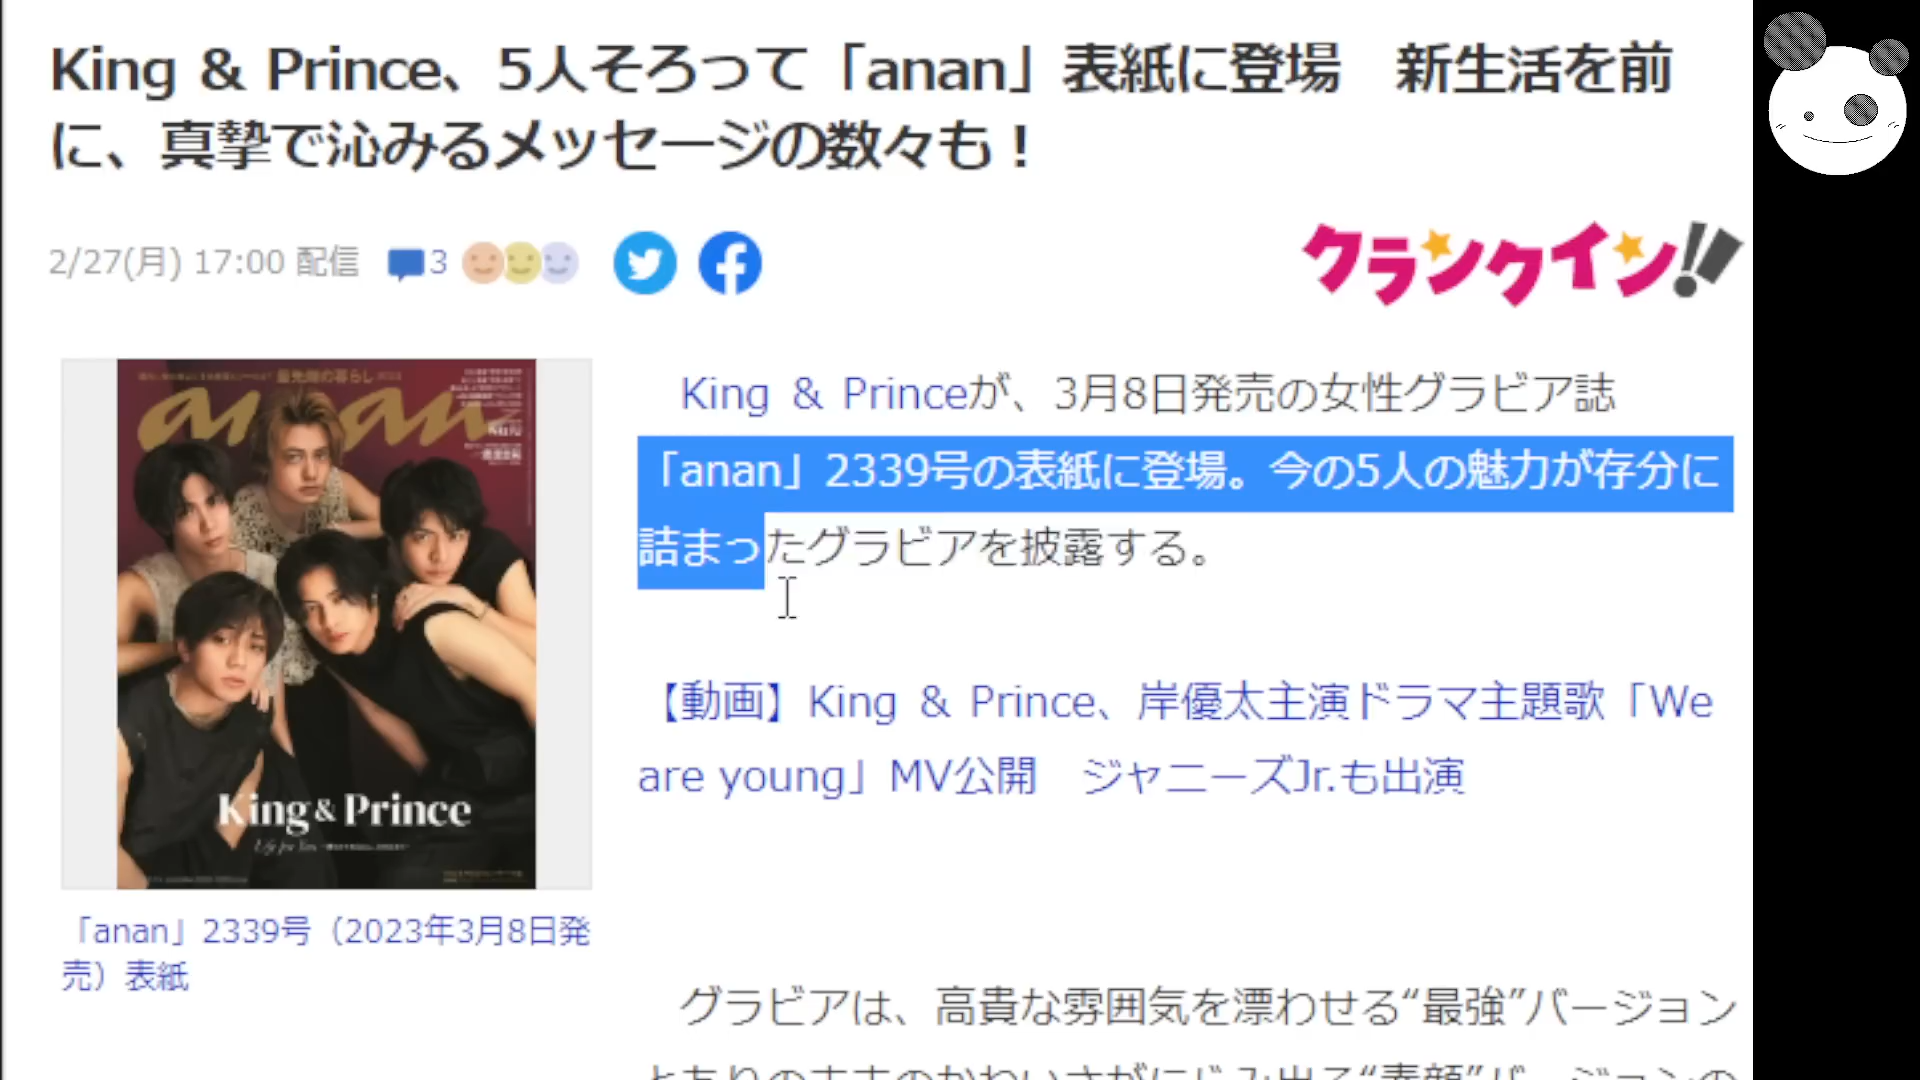 King & Prince、5人そろって「anan」表紙に登場　新生活を前
に、真摯で沁みるメッセージの数々も！
2/27(月) 17:00 配信
3
クランクイン!!
anan
King & Prince
King & Princeが、3月8日発売の女性グラビア誌
「anan」2339号の表紙に登場。今の5人の魅力が存分に
詰まったグラビアを披露する。
【動画】King & Prince、岸優太主演ドラマ主題歌「We
are young」MV公開　ジャニーズJr.も出演
「anan」2339号（2023年3月8日発
売）表紙
グラビアは、高貴な雰囲気を漂わせる“最強”バージョン